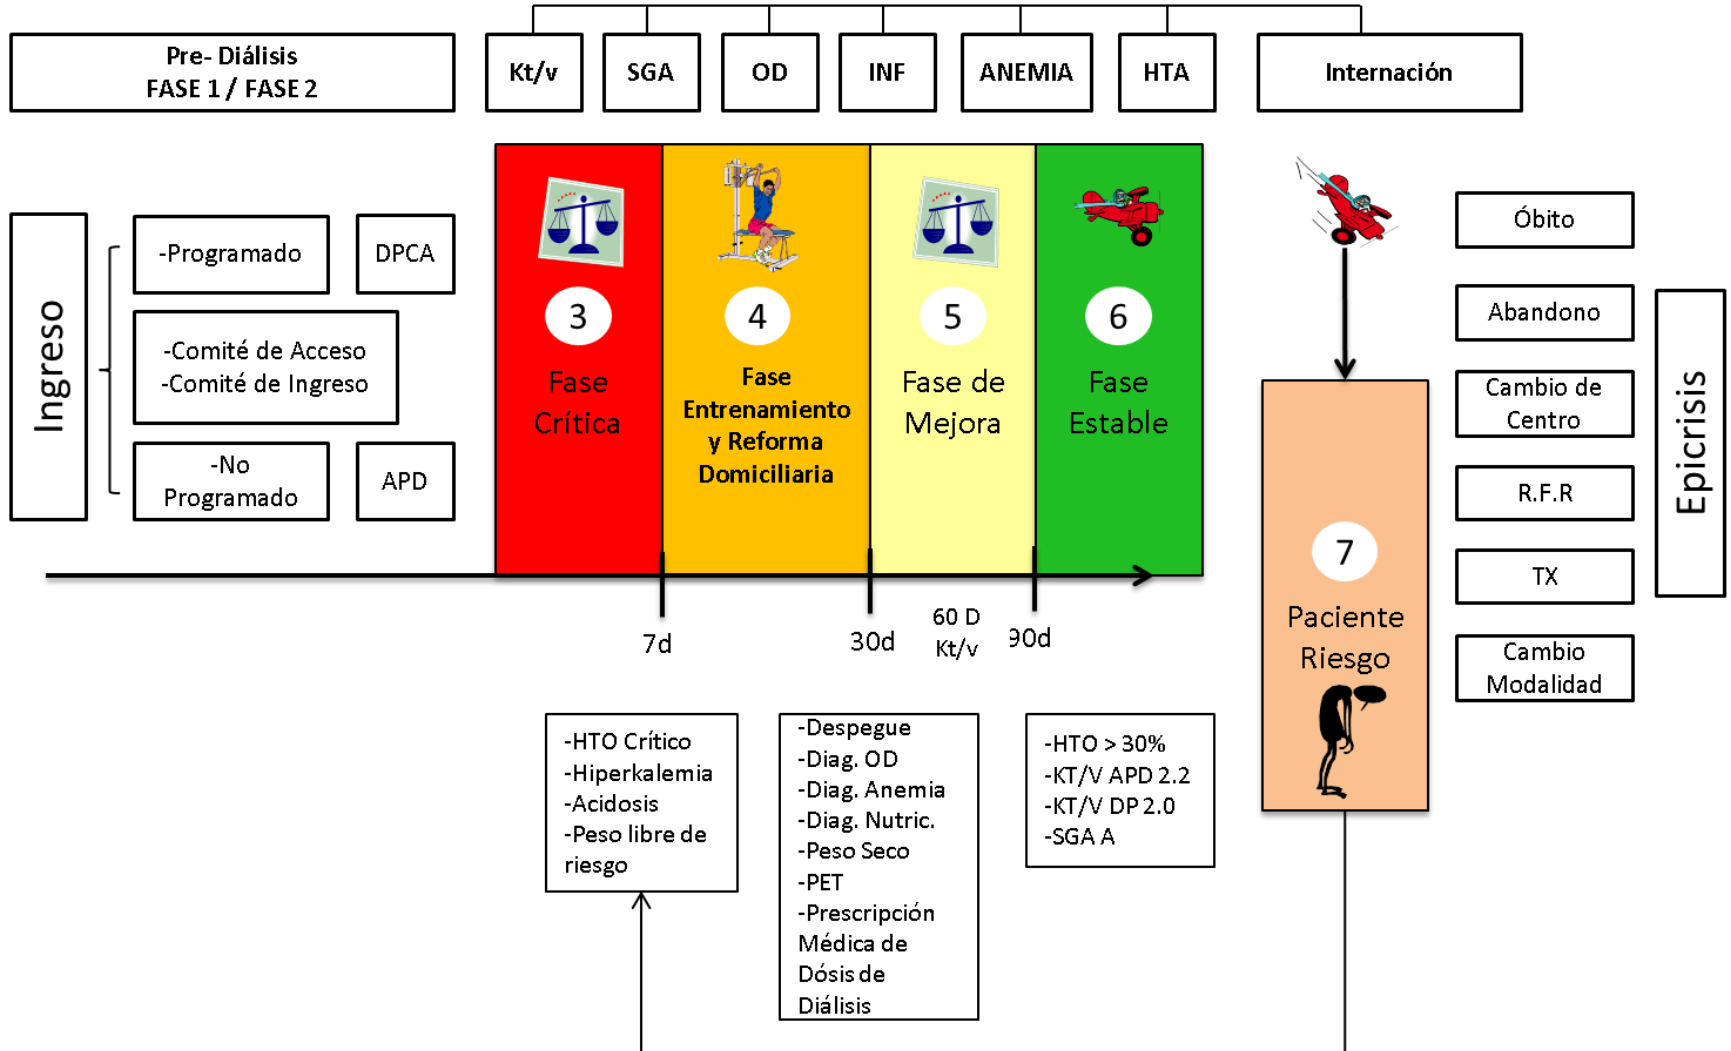 Pre- Diálisis
FASE 1 / FASE 2
Kt/v
SGA
OD
INF
ANEMIA
HTA
Internación
Ingreso
-Programado
DPCA
-Comité de Acceso
-Comité de Ingreso
-No
Programado
APD
3
Fase
Crítica
4
Fase
Entrenamiento
y Reforma
Domiciliaria
5
Fase de
Mejora
6
Fase
Estable
7d
30d
60 D
Kt/v
90d
7
Paciente
Riesgo
Óbito
Abandono
Cambio de
Centro
R.F.R
TX
Cambio
Modalidad
Epicrisis
-HTO Crítico
-Hiperkalemia
-Acidosis
-Peso libre de
riesgo
-Despegue
-Diag. OD
-Diag. Anemia
-Diag. Nutric.
-Peso Seco
-PET
-Prescripción
Médica de
Dósis de
Diálisis
-HTO > 30%
-KT/V APD 2.2
-KT/V DP 2.0
-SGA A